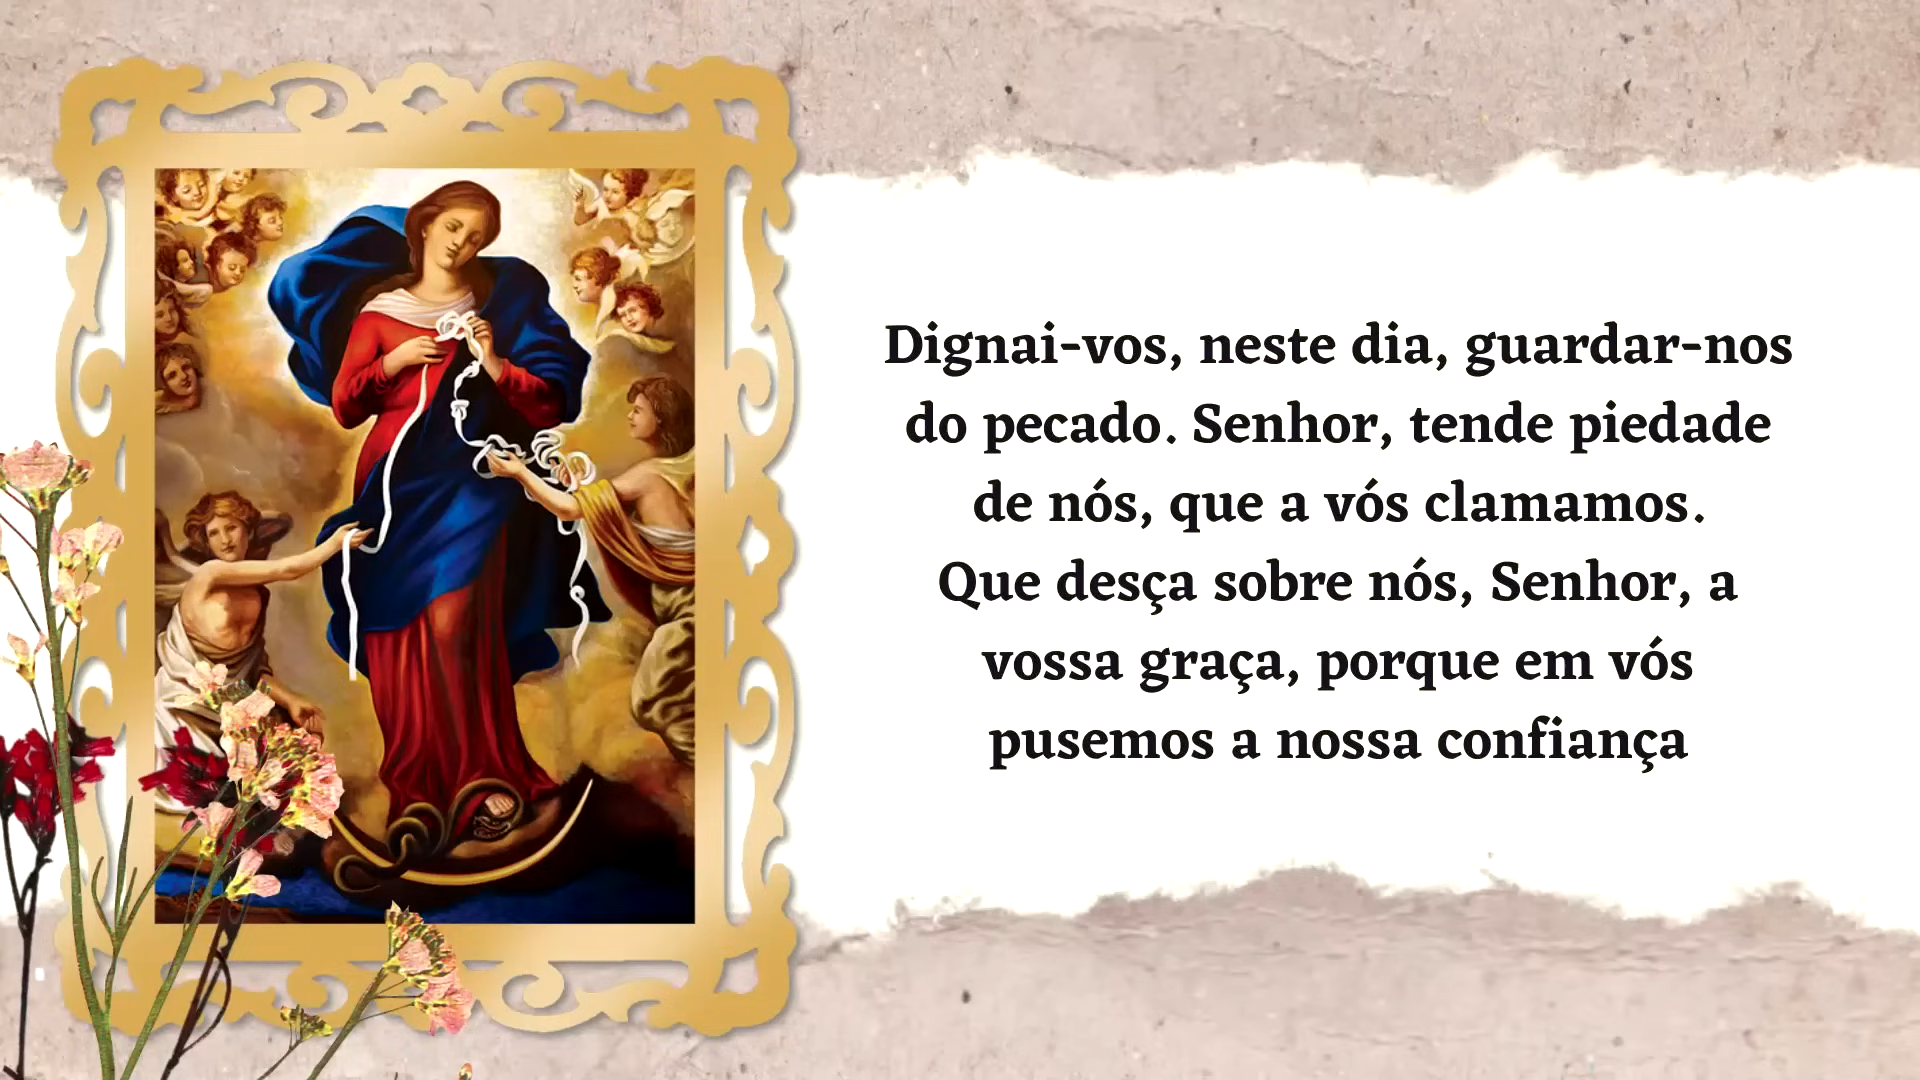 Dignai-vos, neste dia, guardar-nos
do pecado. Senhor, tende piedade
de nós, que a vós clamamos.
Que desça sobre nós, Senhor, a
vossa graça, porque em vós
pusemos a nossa confiança